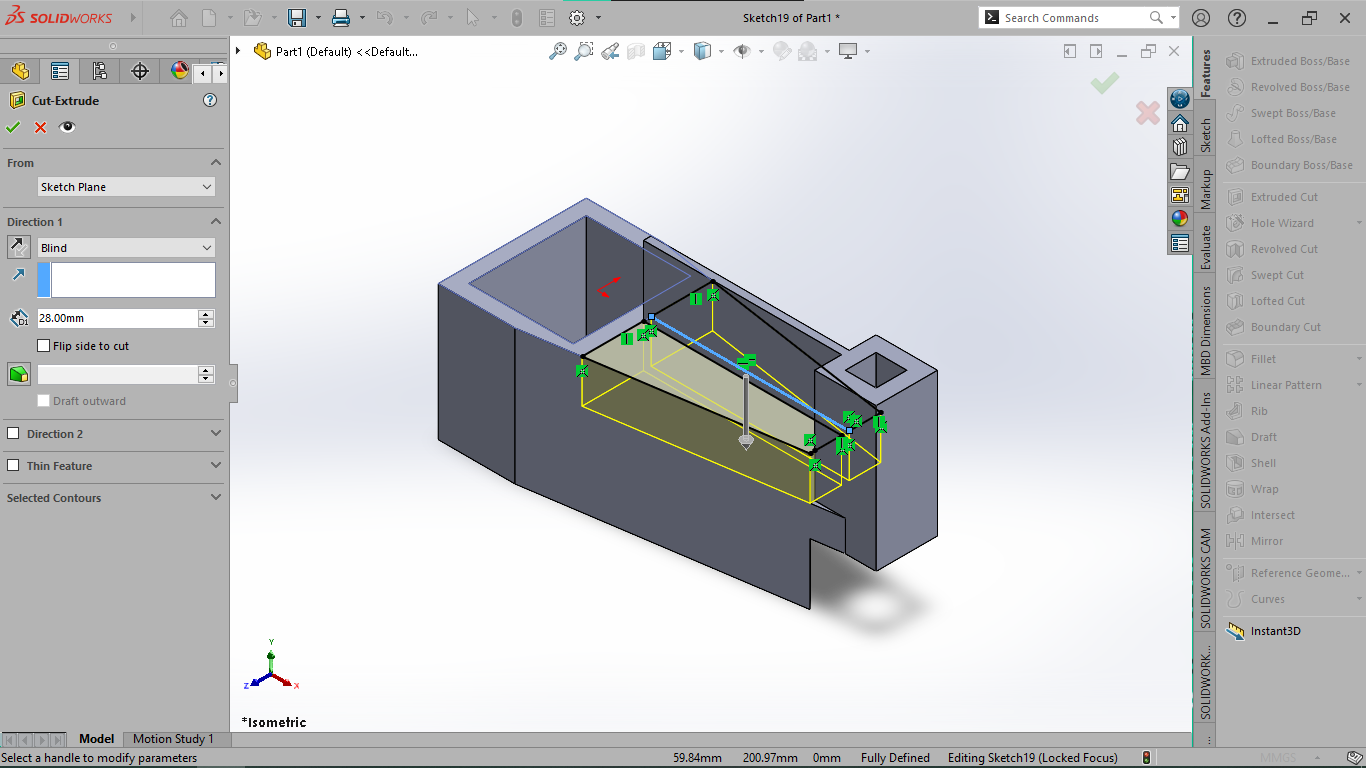 SOLIDWORKS
Sketch19 of Part1 *
Search Commands
Part1 (Default) <<Default...
Cut-Extrude
From
Sketch Plane
Direction 1
Blind
D1
28.00mm
Flip side to cut
Draft outward
Direction 2
Thin Feature
Selected Contours
Features
Sketch
Markup
Evaluate
MBD Dimensions
SOLIDWORKS Add-Ins
SOLIDWORKS CAM
SOLIDWORK...
Extruded Boss/Base
Revolved Boss/Base
Swept Boss/Base
Lofted Boss/Base
Boundary Boss/Base
Extruded Cut
Hole Wizard
Revolved Cut
Swept Cut
Lofted Cut
Boundary Cut
Fillet
Linear Pattern
Rib
Draft
Shell
Wrap
Intersect
Mirror
Reference Geome...
Curves
Instant3D
Y
Z
X
*Isometric
Model
Motion Study 1
Select a handle to modify parameters
59.84mm
200.97mm
0mm
Fully Defined
Editing Sketch19 (Locked Focus)
MMGS